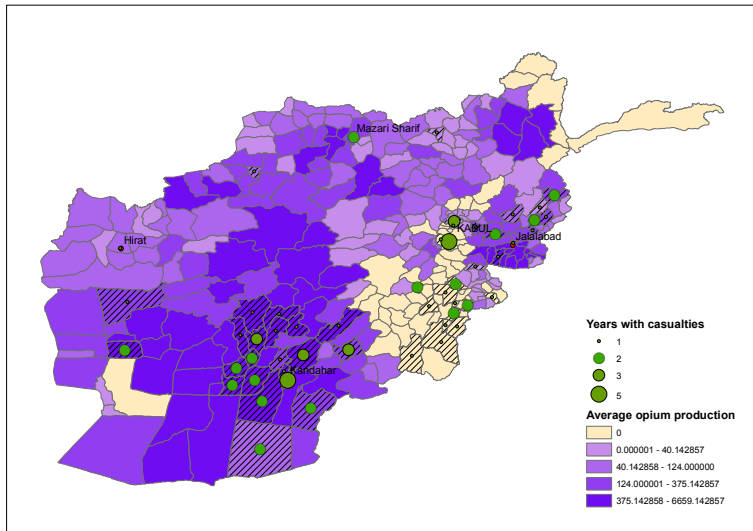 Mazari Sharif
Hirat
KABUL
Jalalabad
Kandahar
Years with casualties
1
2
3
5
Average opium production
0
0.000001 - 40.142857
40.142858 - 124.000000
124.000001 - 375.142857
375.142858 - 6659.142857